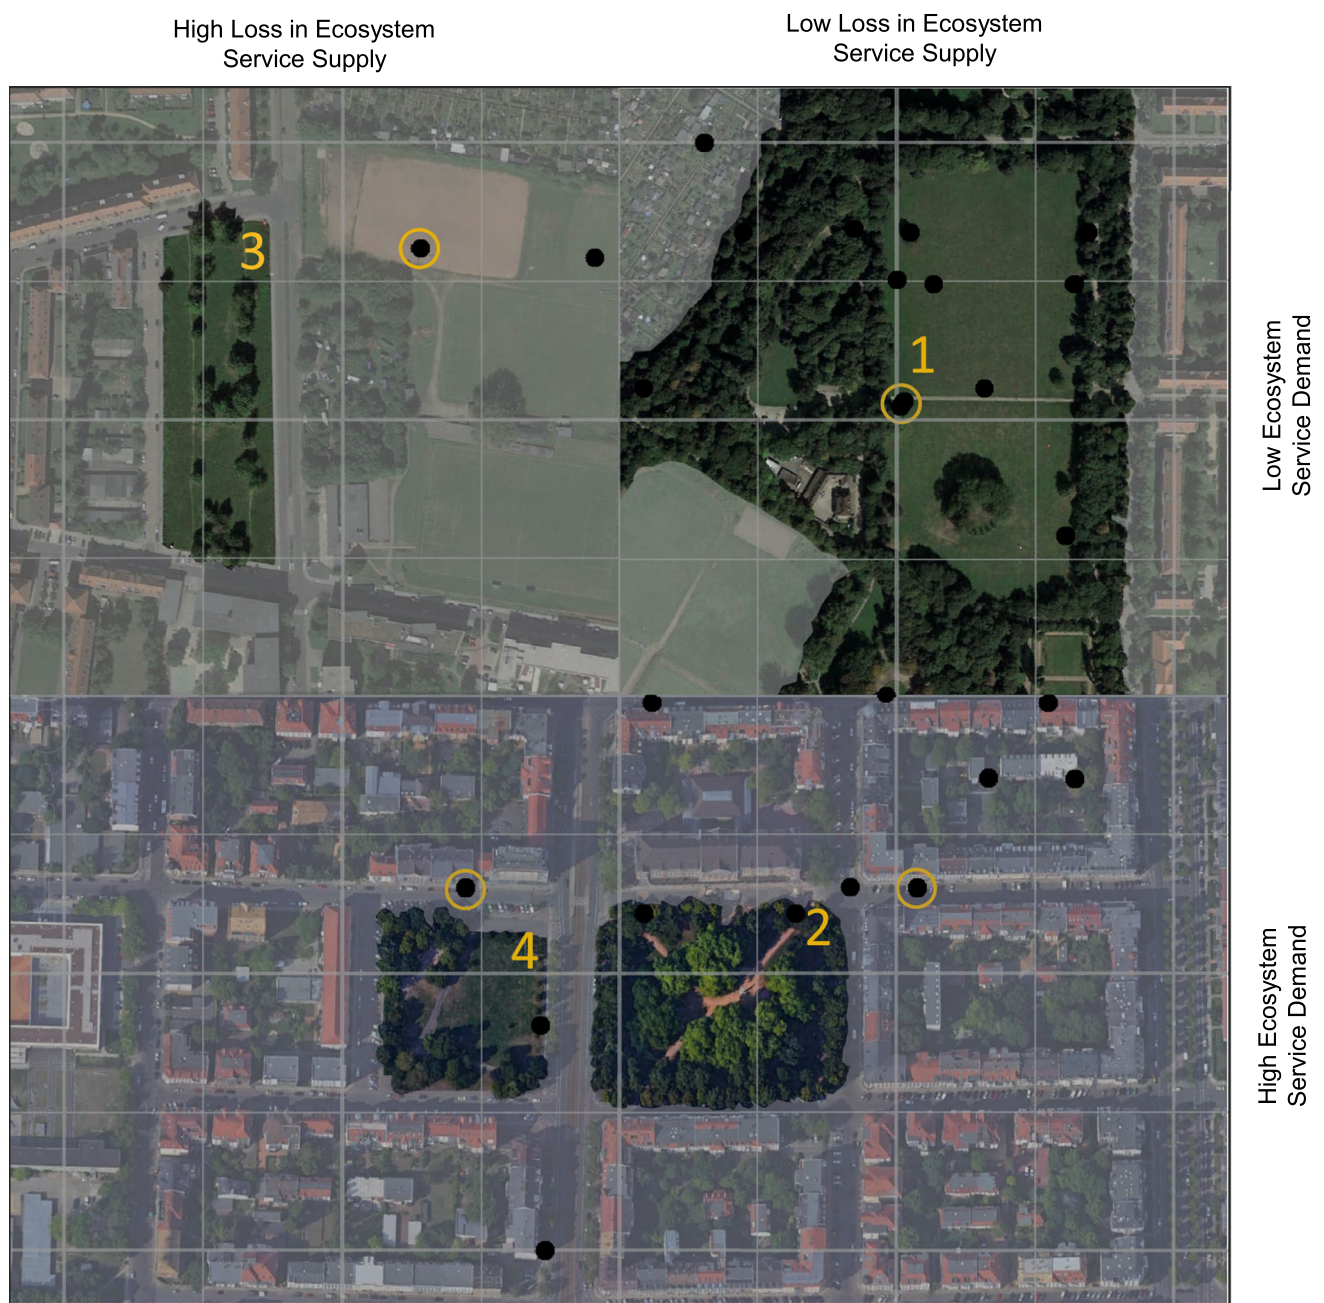 High Loss in Ecosystem
Service Supply
Low Loss in Ecosystem
Service Supply
3
1
Low Ecosystem
Service Demand
4
2
High Ecosystem
Service Demand